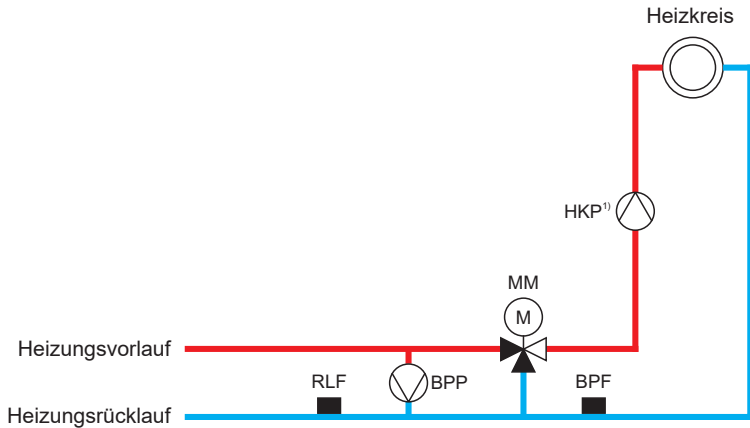 Heizkreis
HKP¹⁾
MM
M
Heizungsvorlauf
RLF
BPP
BPF
Heizungsrücklauf